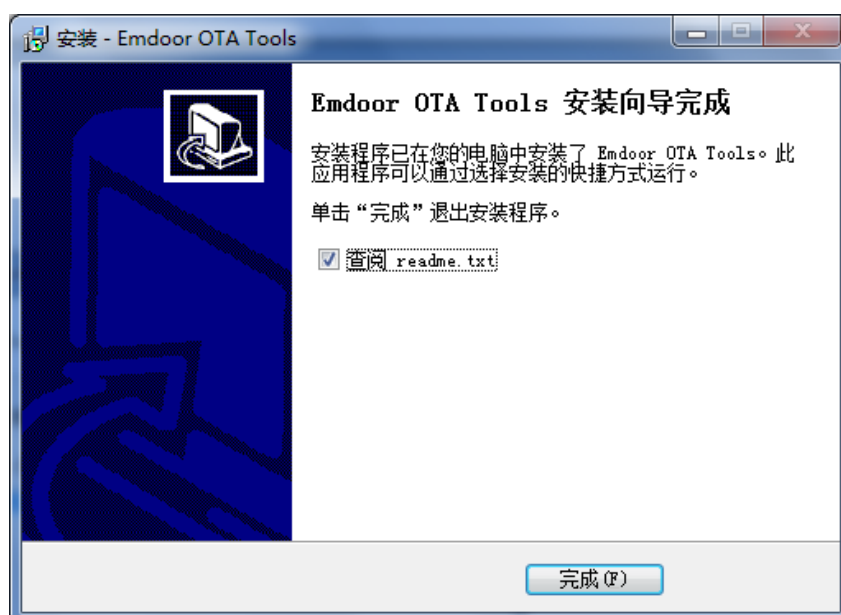 安装 - Emdoor OTA Tools
Emdoor OTA Tools 安装向导完成
安装程序已在您的电脑中安装了 Emdoor OTA Tools。此
应用程序可以通过选择安装的快捷方式运行。
单击“完成”退出安装程序。
查阅 readme.txt
完成(F)